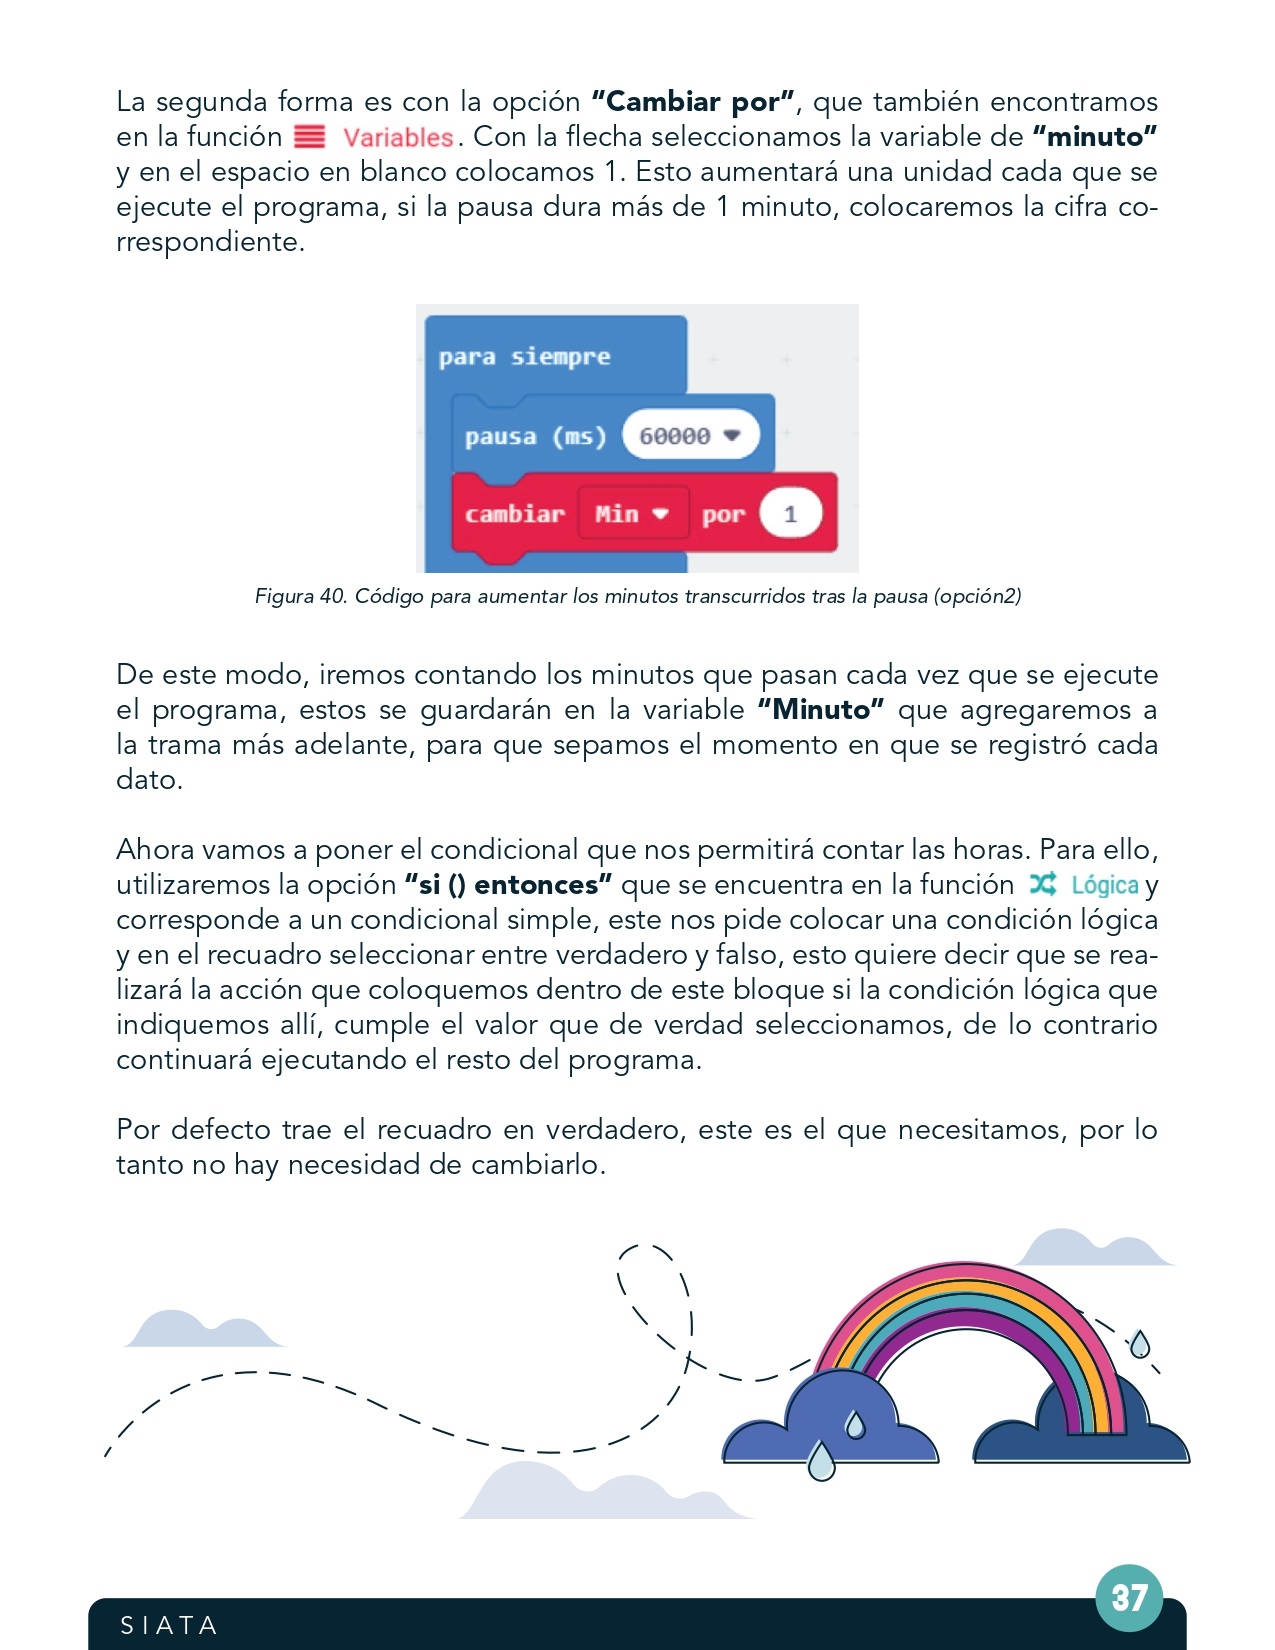 La segunda forma es con la opción “Cambiar por”, que también encontramos
en la función Variables. Con la flecha seleccionamos la variable de “minuto”
y en el espacio en blanco colocamos 1. Esto aumentará una unidad cada que se
ejecute el programa, si la pausa dura más de 1 minuto, colocaremos la cifra co-
rrespondiente.
para siempre
pausa (ms) 60000
cambiar Min por 1
Figura 40. Código para aumentar los minutos transcurridos tras la pausa (opción2)
De este modo, iremos contando los minutos que pasan cada vez que se ejecute
el programa, estos se guardarán en la variable “Minuto” que agregaremos a
la trama más adelante, para que sepamos el momento en que se registró cada
dato.
Ahora vamos a poner el condicional que nos permitirá contar las horas. Para ello,
utilizaremos la opción “si () entonces” que se encuentra en la función Lógica y
corresponde a un condicional simple, este nos pide colocar una condición lógica
y en el recuadro seleccionar entre verdadero y falso, esto quiere decir que se rea-
lizará la acción que coloquemos dentro de este bloque si la condición lógica que
indiquemos allí, cumple el valor que de verdad seleccionamos, de lo contrario
continuará ejecutando el resto del programa.
Por defecto trae el recuadro en verdadero, este es el que necesitamos, por lo
tanto no hay necesidad de cambiarlo.
37
SIATA